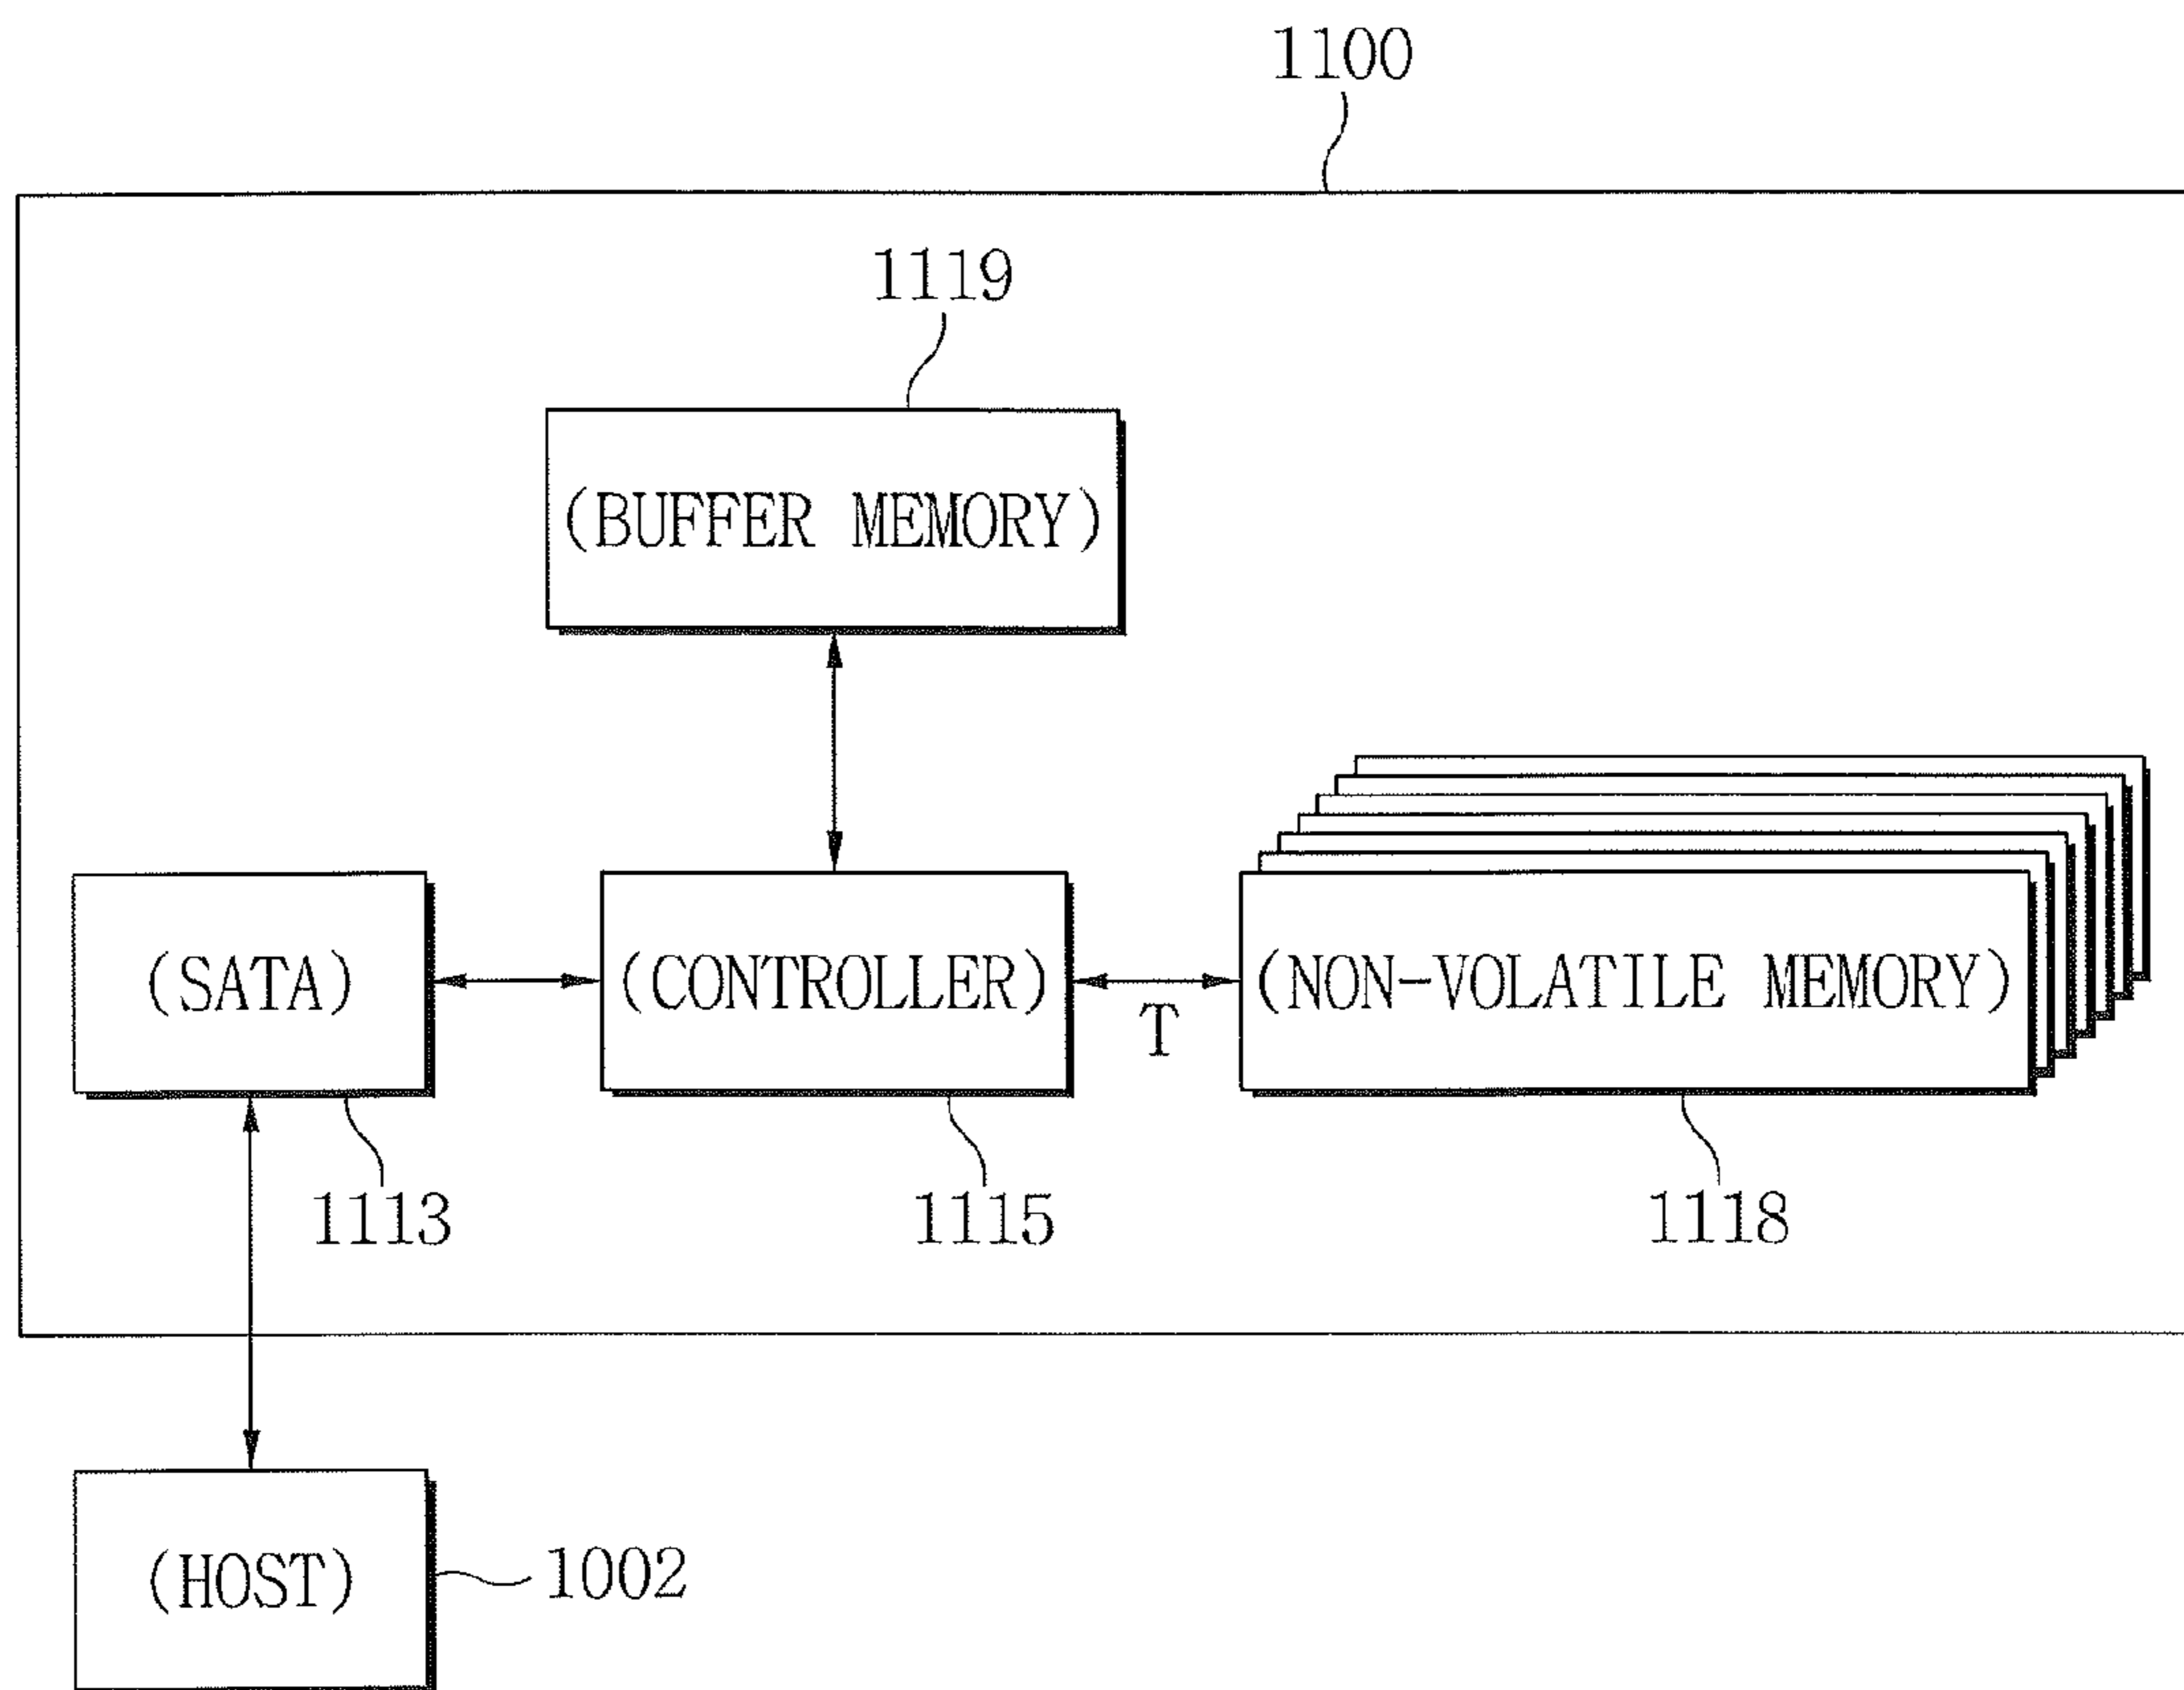 1100
1119
(BUFFER MEMORY)
(SATA)
(CONTROLLER)
T
(NON-VOLATILE MEMORY)
1113
1115
1118
(HOST)
1002